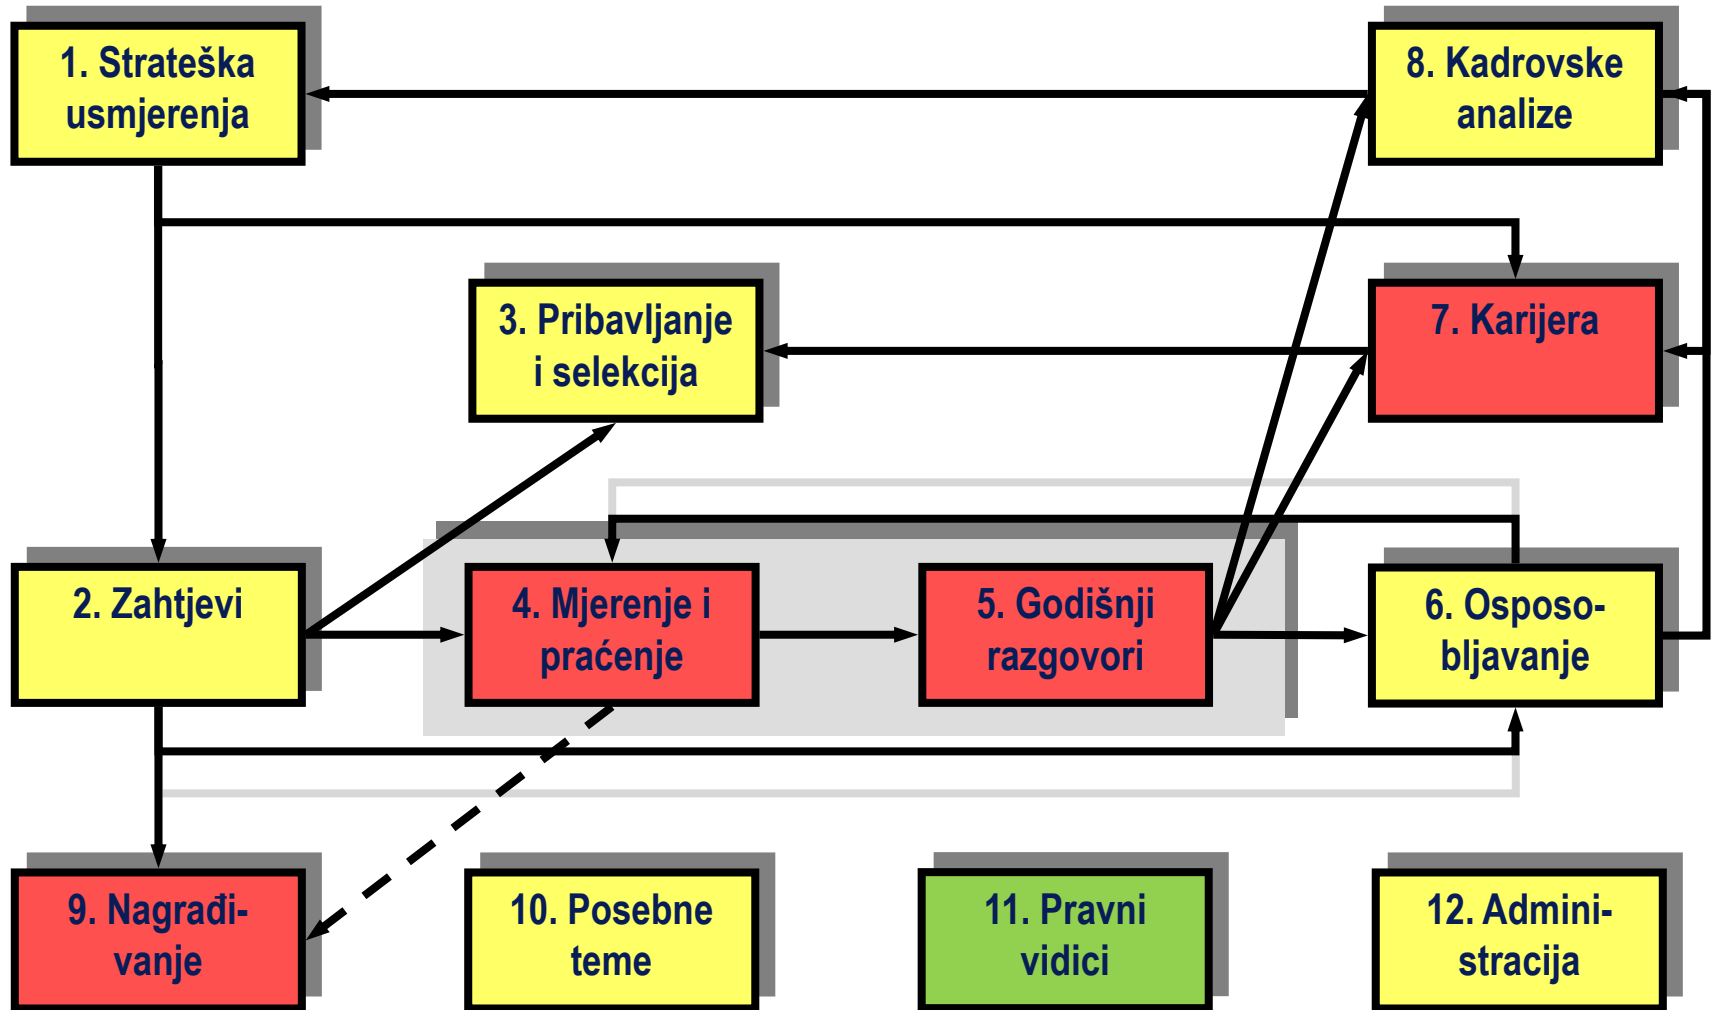 1. Strateška
usmjerenja
8. Kadrovske
analize
3. Pribavljanje
i selekcija
7. Karijera
2. Zahtjevi
4. Mjerenje i
praćenje
5. Godišnji
razgovori
6. Osposo-
bljavanje
9. Nagrađi-
vanje
10. Posebne
teme
11. Pravni
vidici
12. Admini-
stracija